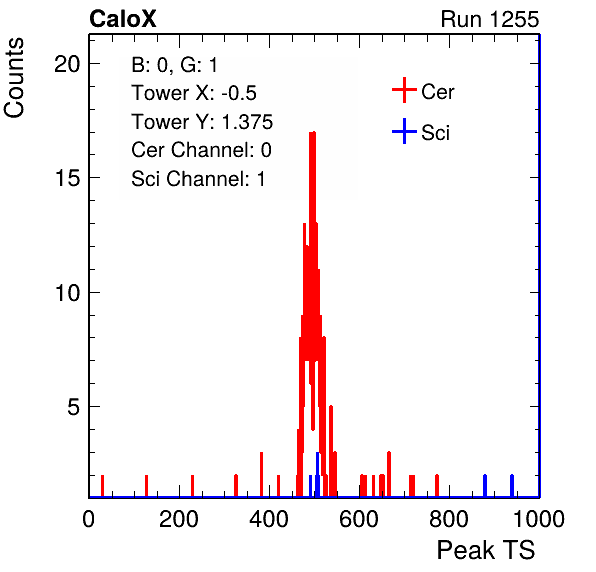 CaloX Run 1255
Counts
B: 0, G: 1
Tower X: -0.5
Tower Y: 1.375
Cer Channel: 0
Sci Channel: 1
Cer
Sci
20
15
10
5
0 200 400 600 800 1000
Peak TS